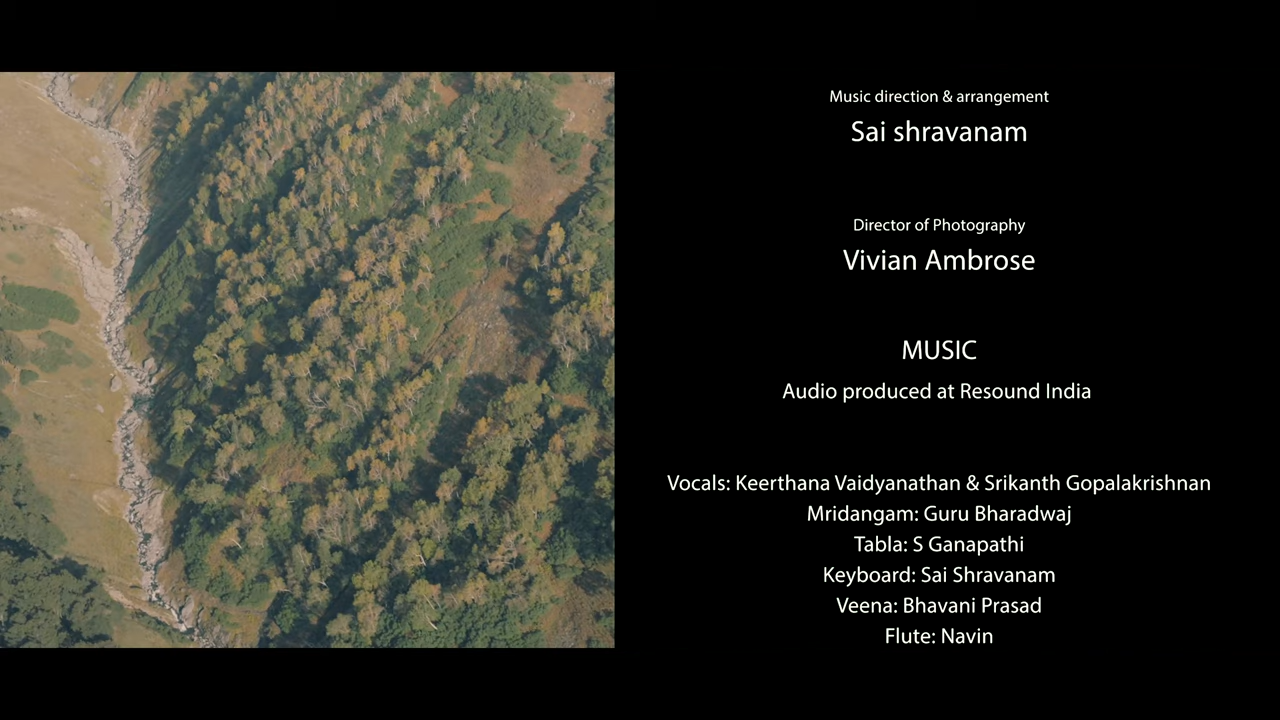 Music direction & arrangement
Sai shravanam
Director of Photography
Vivian Ambrose
MUSIC
Audio produced at Resound India
Vocals: Keerthana Vaidyanathan & Srikanth Gopalakrishnan
Mridangam: Guru Bharadwaj
Tabla: S Ganapathi
Keyboard: Sai Shravanam
Veena: Bhavani Prasad
Flute: Navin